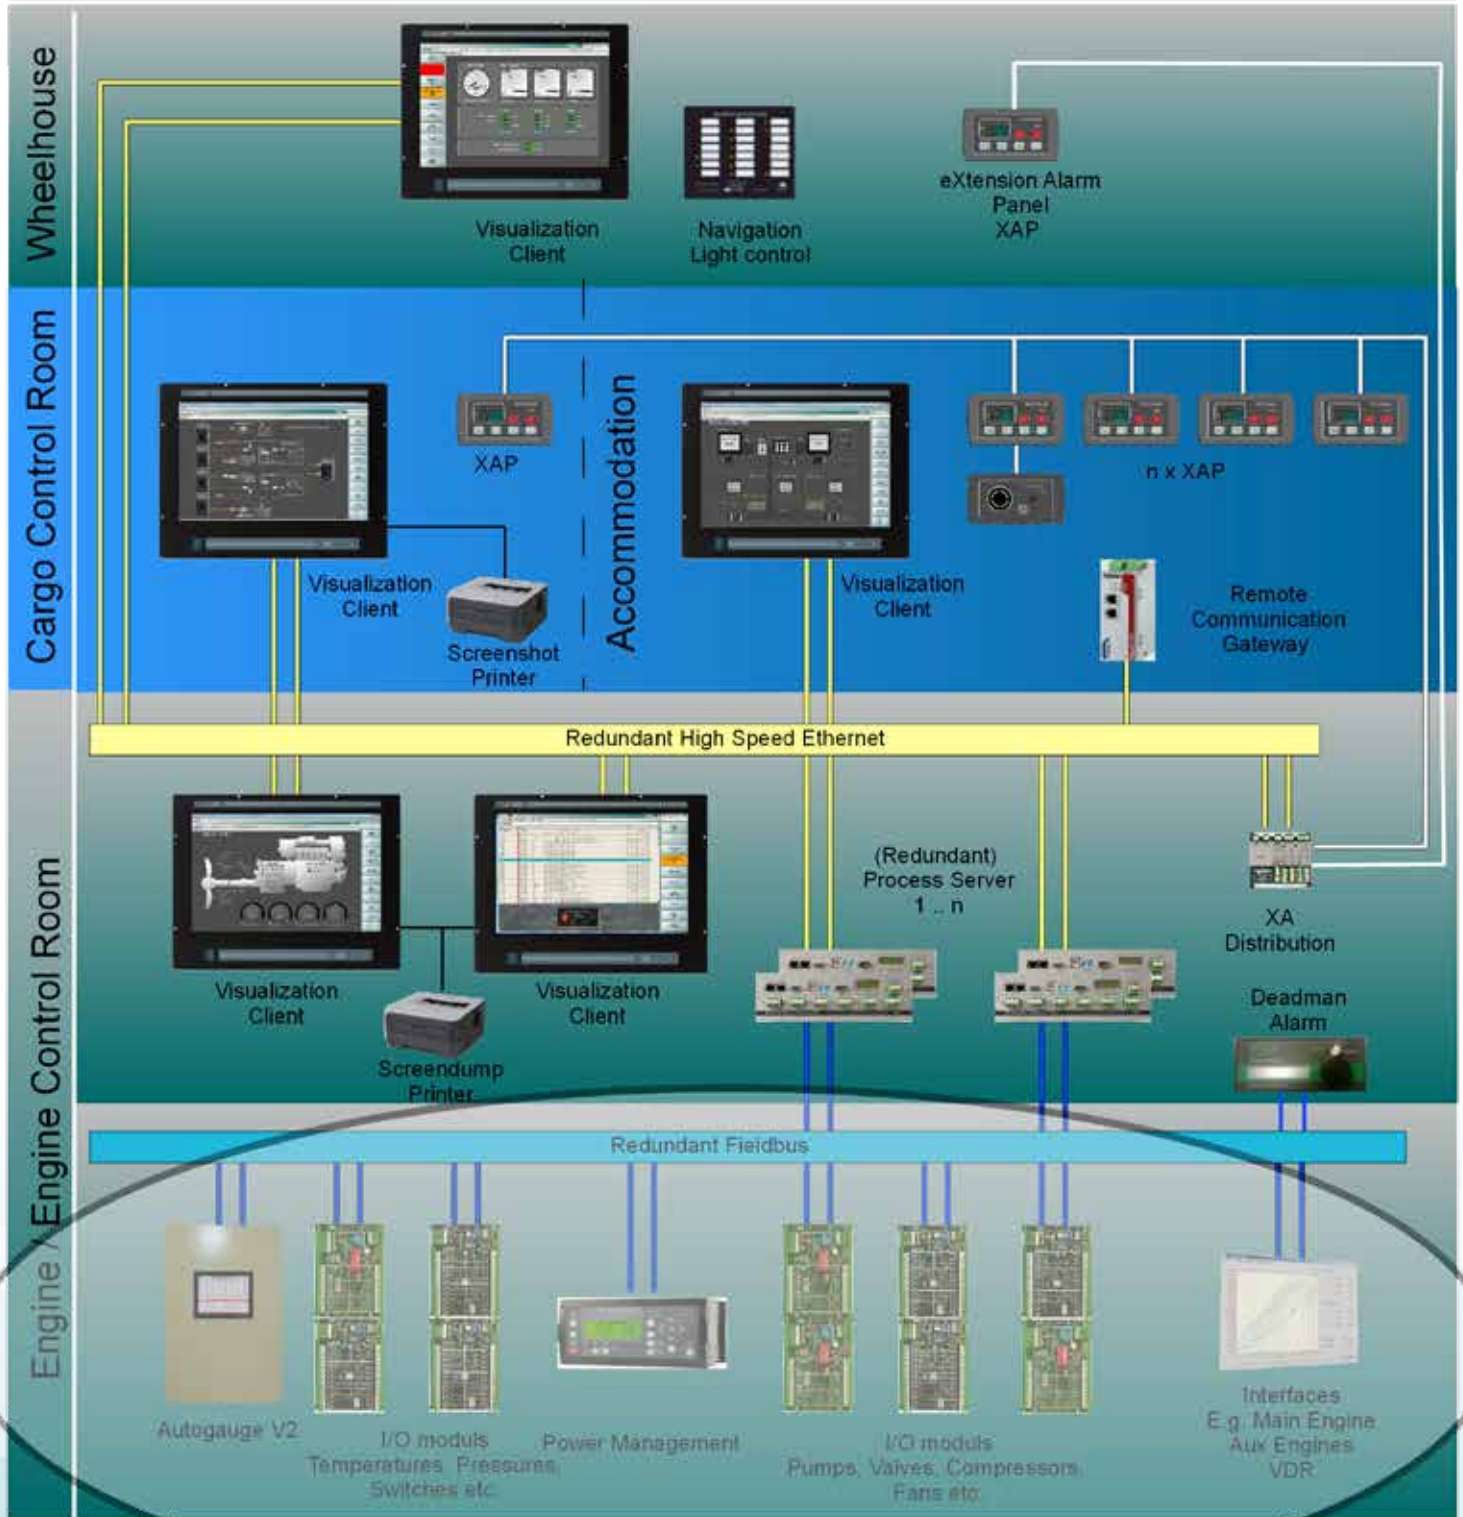 Wheelhouse
Visualization
Client
Navigation
Light control
eXtension Alarm
Panel
XAP
Cargo Control Room
XAP
Accommodation
n x XAP
Visualization
Client
Screenshot
Printer
Visualization
Client
Remote
Communication
Gateway
Redundant High Speed Ethernet
Engine / Engine Control Room
(Redundant)
Process Server
1 .. n
XA
Distribution
Visualization
Client
Visualization
Client
Deadman
Alarm
Screendump
Printer
Redundant Fieldbus
Autogauge V2
I/O moduls
Temperatures, Pressures,
Switches etc.
Power Management
I/O moduls
Pumps, Valves, Compressors,
Fans etc.
Interfaces
E.g. Main Engine
Aux Engines
VDR